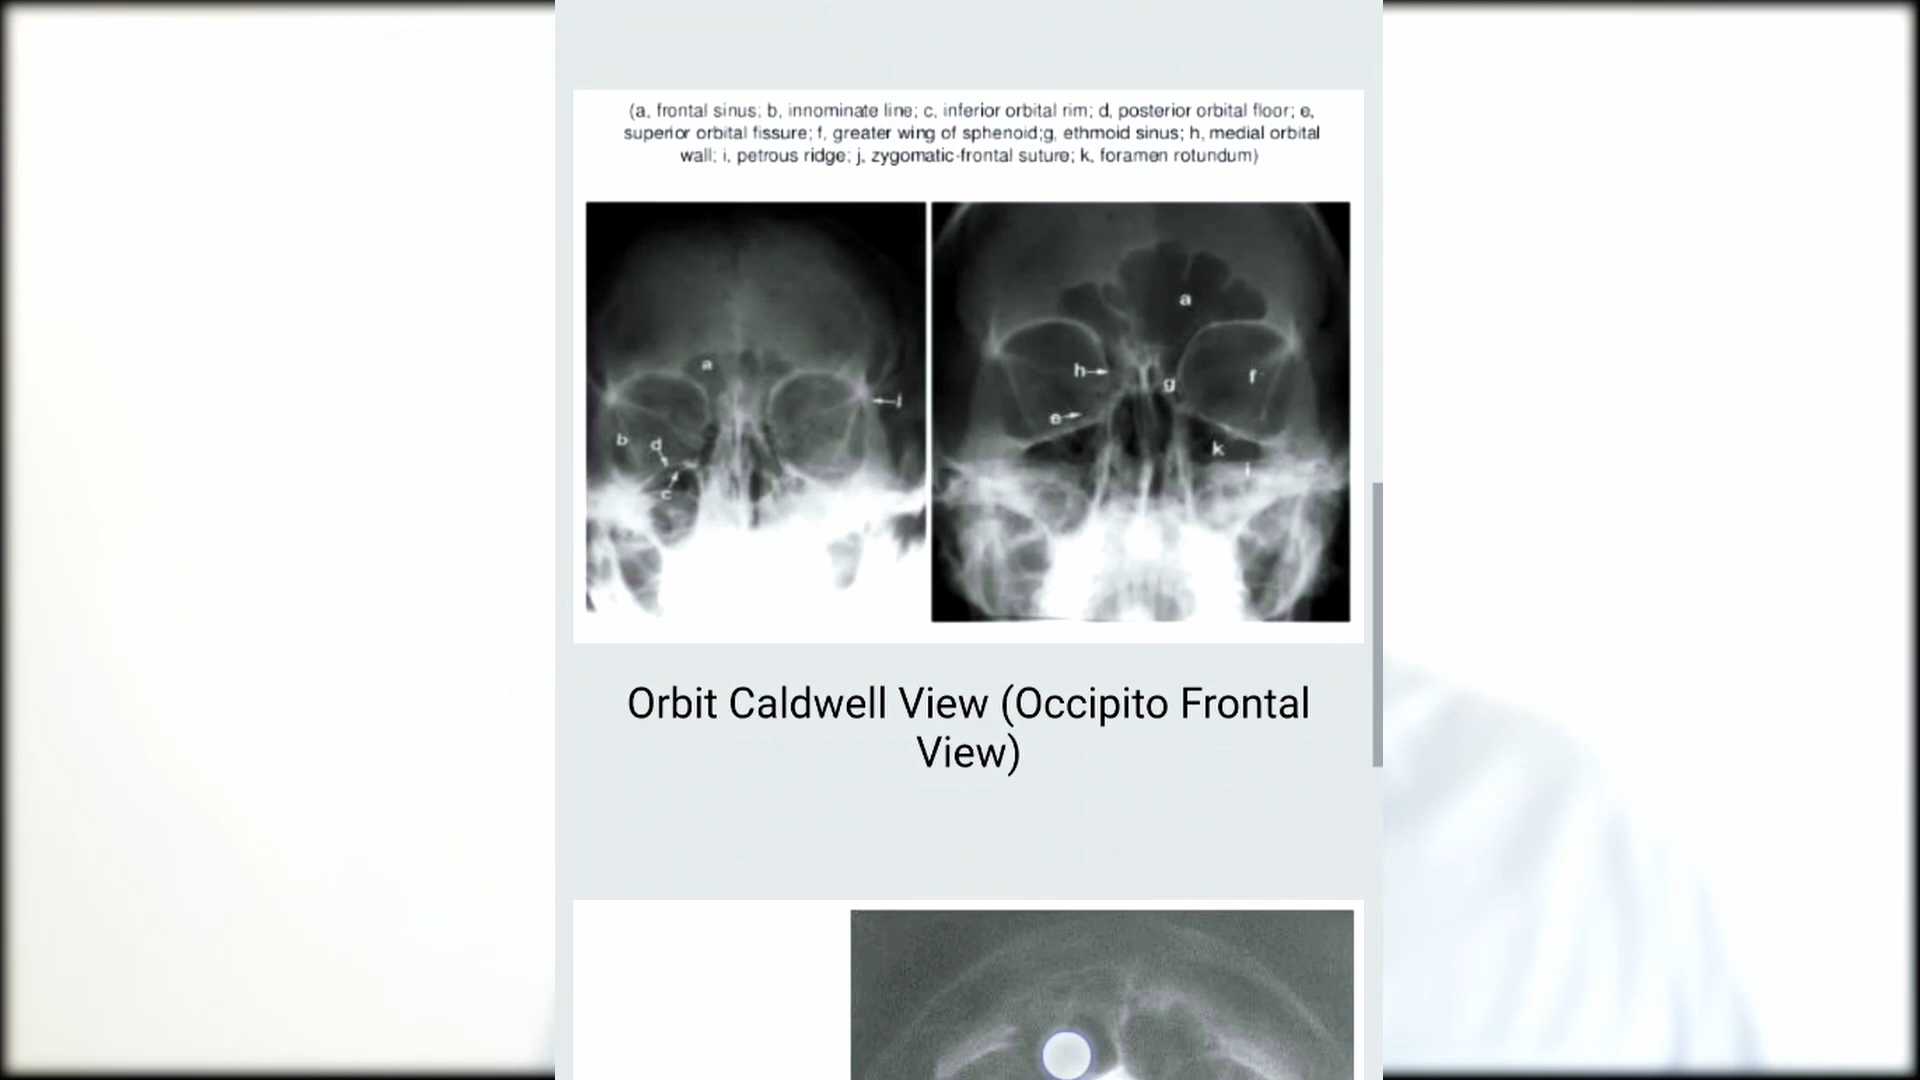 (a, frontal sinus; b, innominate line; c, inferior orbital rim; d, posterior orbital floor; e,
superior orbital fissure; f, greater wing of sphenoid;g, ethmoid sinus; h, medial orbital
wall; i, petrous ridge; j, zygomatic-frontal suture; k, foramen rotundum)
a
j
b
d
c
a
h
g
f
e
k
i
Orbit Caldwell View (Occipito Frontal
View)